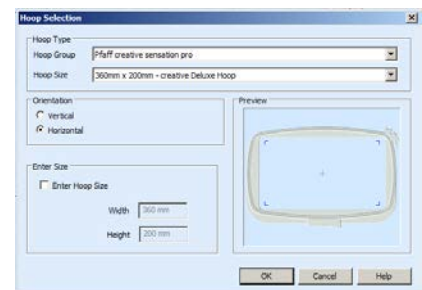 Hoop Selection
Hoop Type
Hoop Group Pfaff creative sensation pro
Hoop Size 360mm x 200mm - creative Deluxe Hoop
Orientation
Vertical
Horizontal
Preview
Enter Size
Enter Hoop Size
Width 360 mm
Height 200 mm
OK Cancel Help